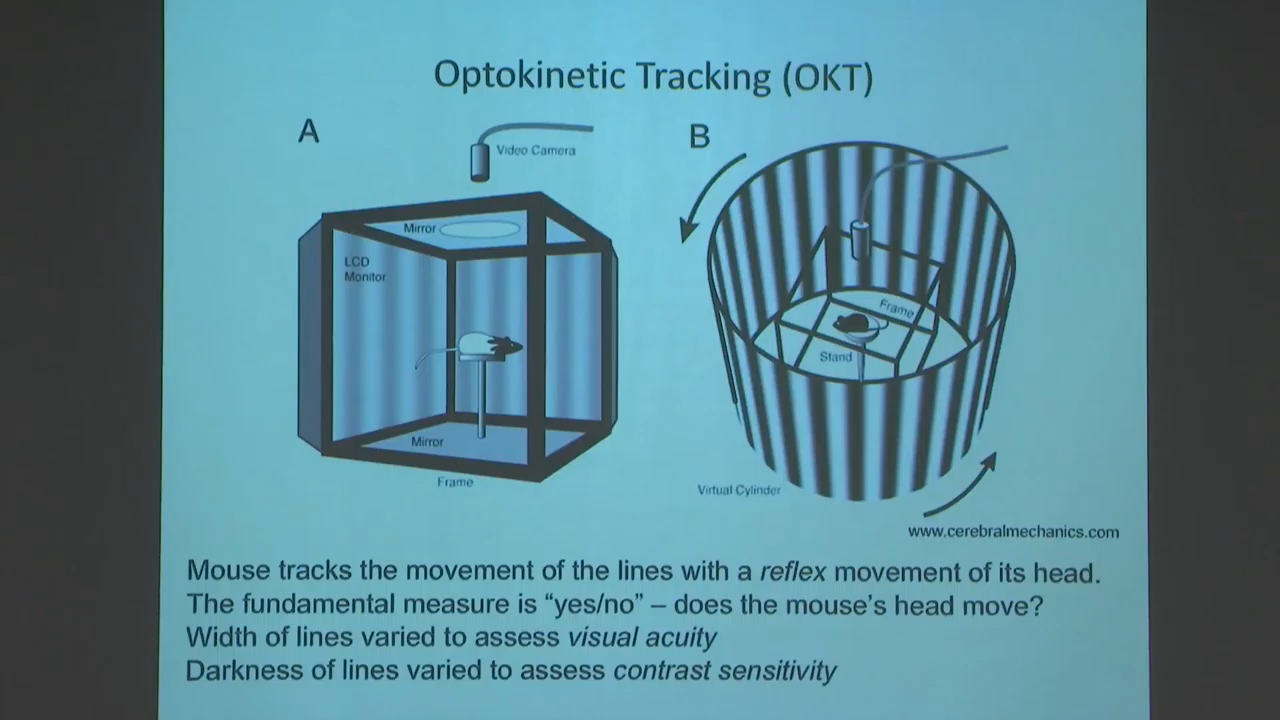 Optokinetic Tracking (OKT)
A
Video Camera
Mirror
LCD
Monitor
Mirror
Frame
B
Frame
Stand
Virtual Cylinder
www.cerebralmechanics.com
Mouse tracks the movement of the lines with a reflex movement of its head.
The fundamental measure is “yes/no” – does the mouse’s head move?
Width of lines varied to assess visual acuity
Darkness of lines varied to assess contrast sensitivity